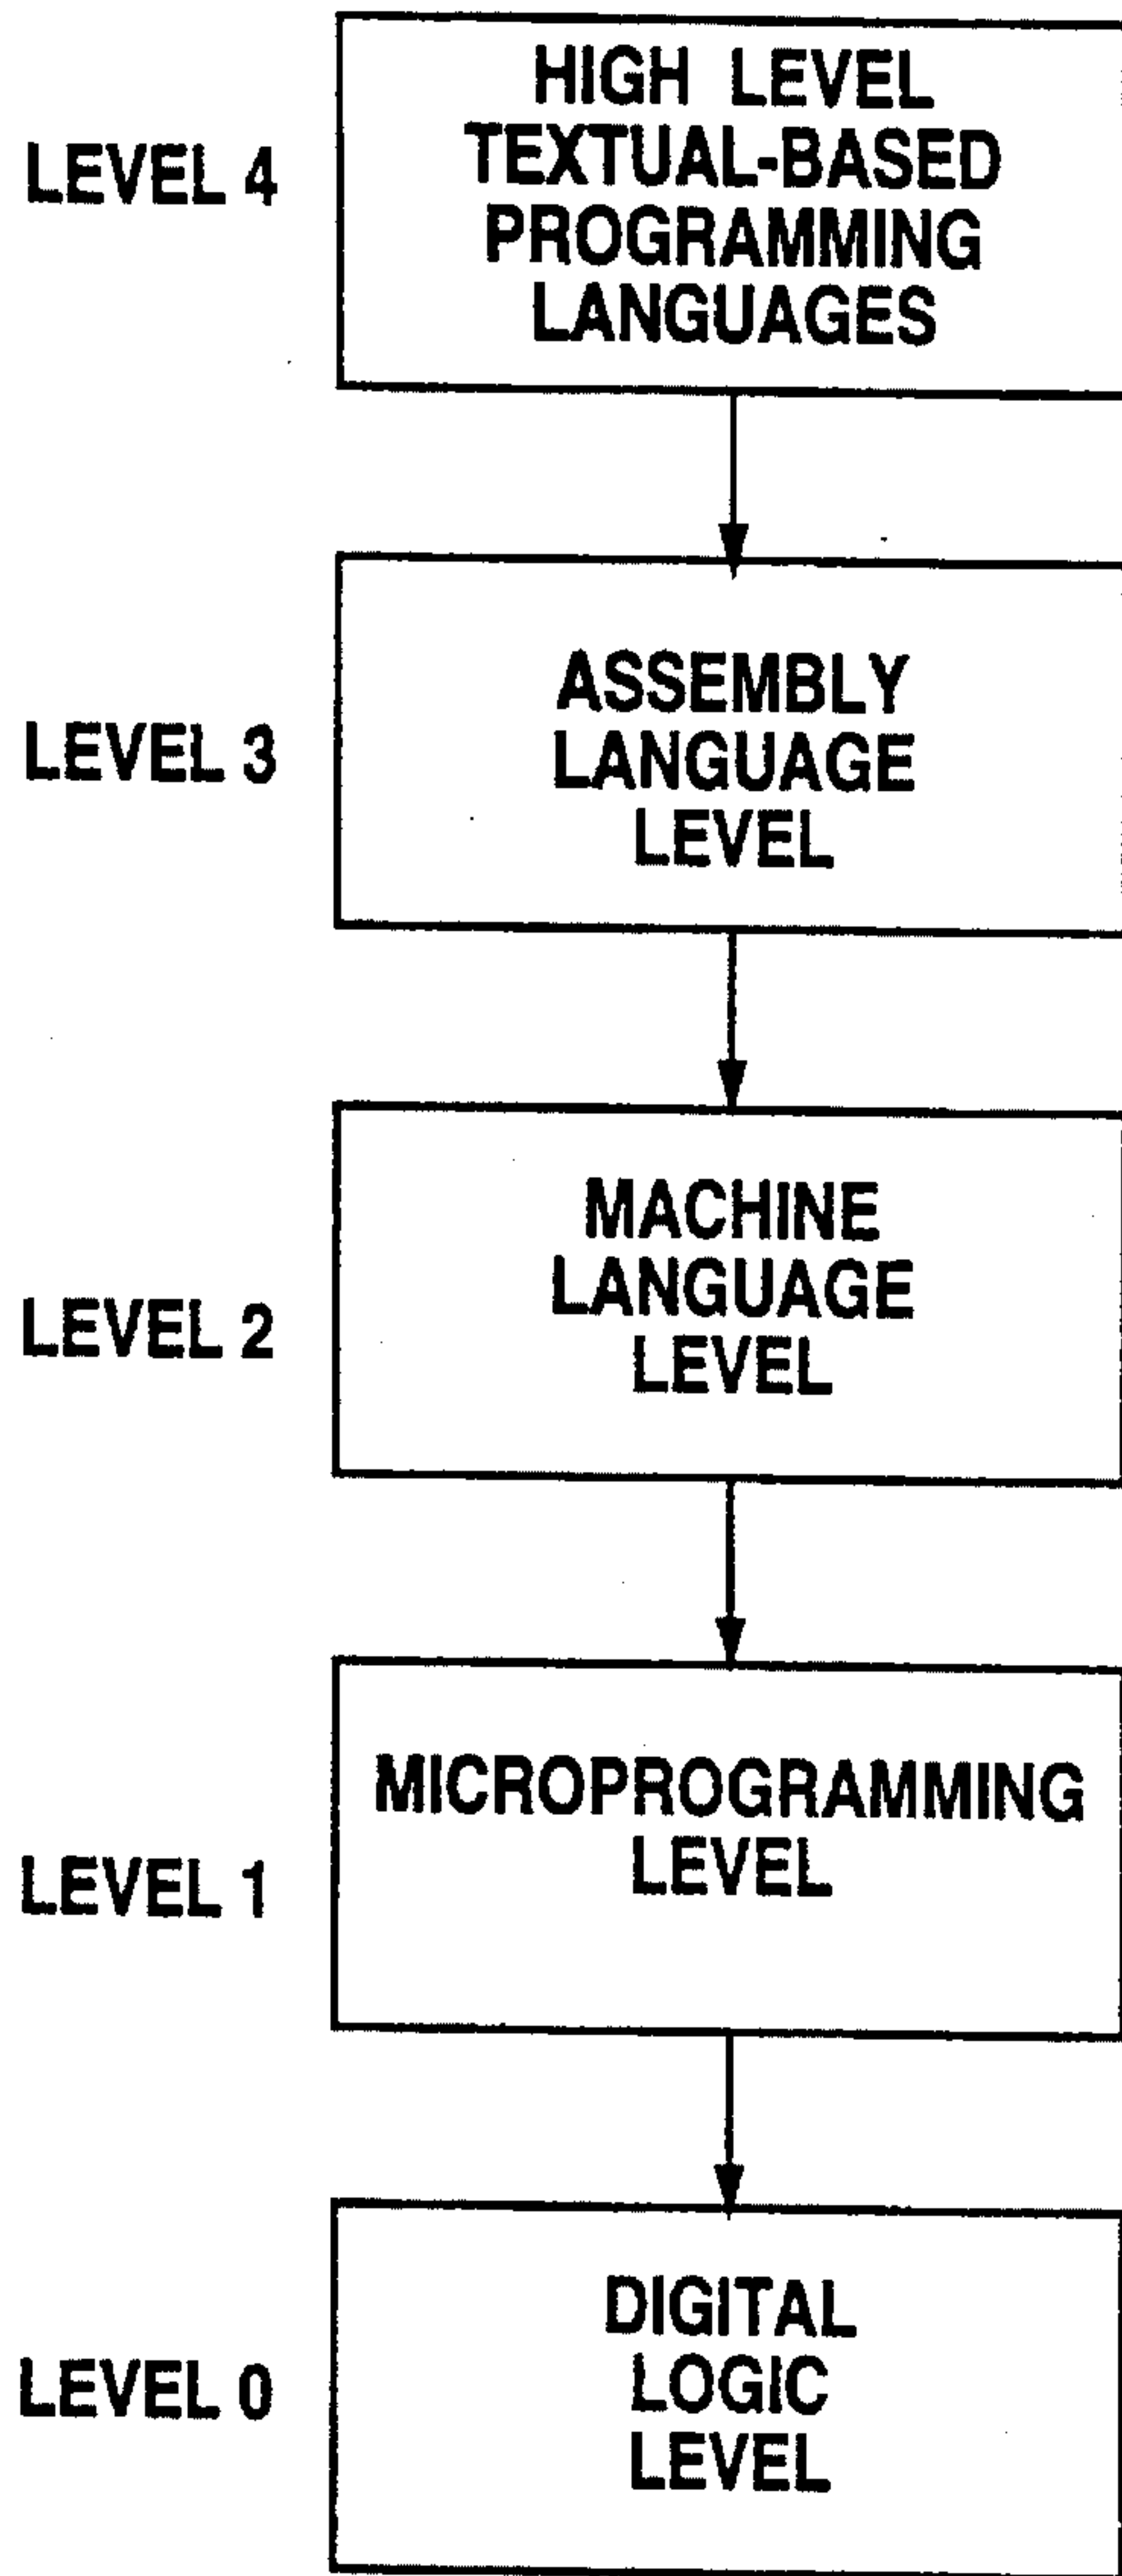 LEVEL 4
HIGH LEVEL
TEXTUAL-BASED
PROGRAMMING
LANGUAGES
LEVEL 3
ASSEMBLY
LANGUAGE
LEVEL
LEVEL 2
MACHINE
LANGUAGE
LEVEL
LEVEL 1
MICROPROGRAMMING
LEVEL
LEVEL 0
DIGITAL
LOGIC
LEVEL